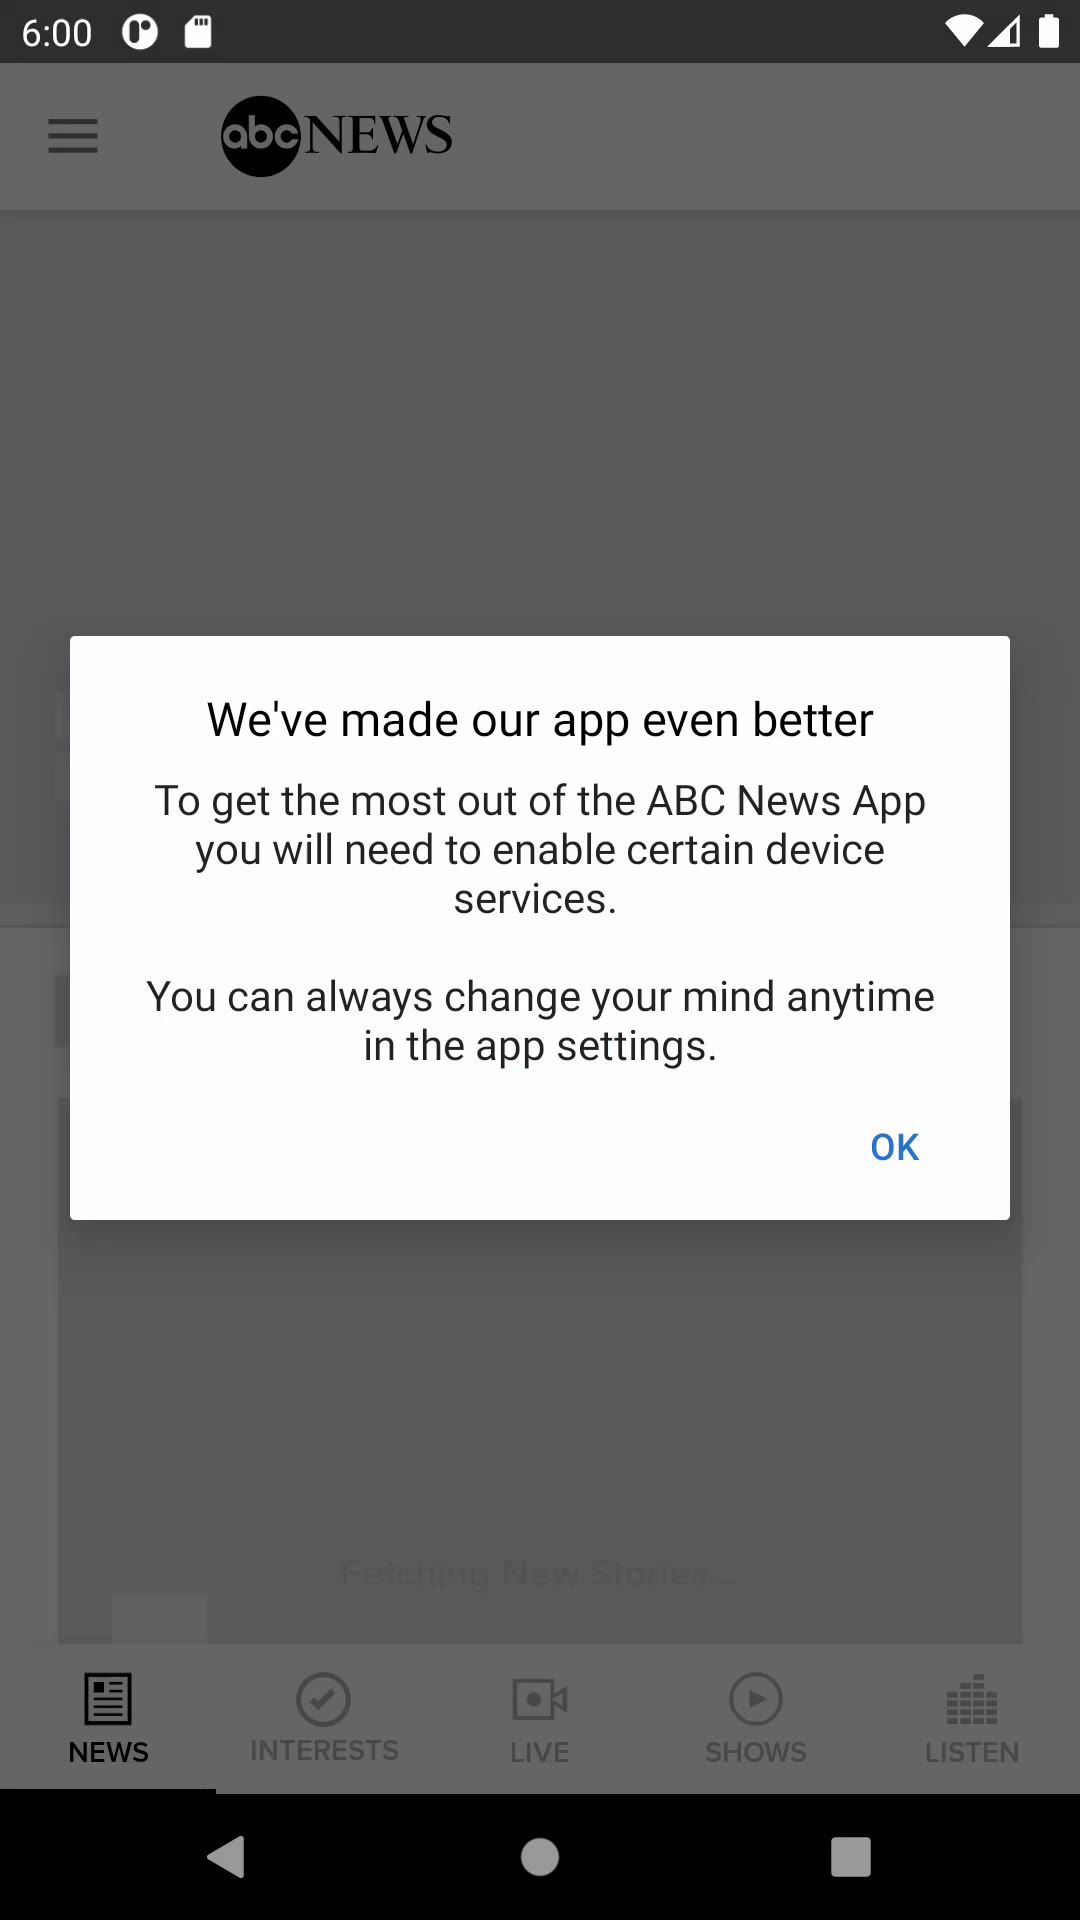 6:00
abc NEWS
We've made our app even better
To get the most out of the ABC News App
you will need to enable certain device
services.
You can always change your mind anytime
in the app settings.
OK
Fetching New Stories...
NEWS
INTERESTS
LIVE
SHOWS
LISTEN